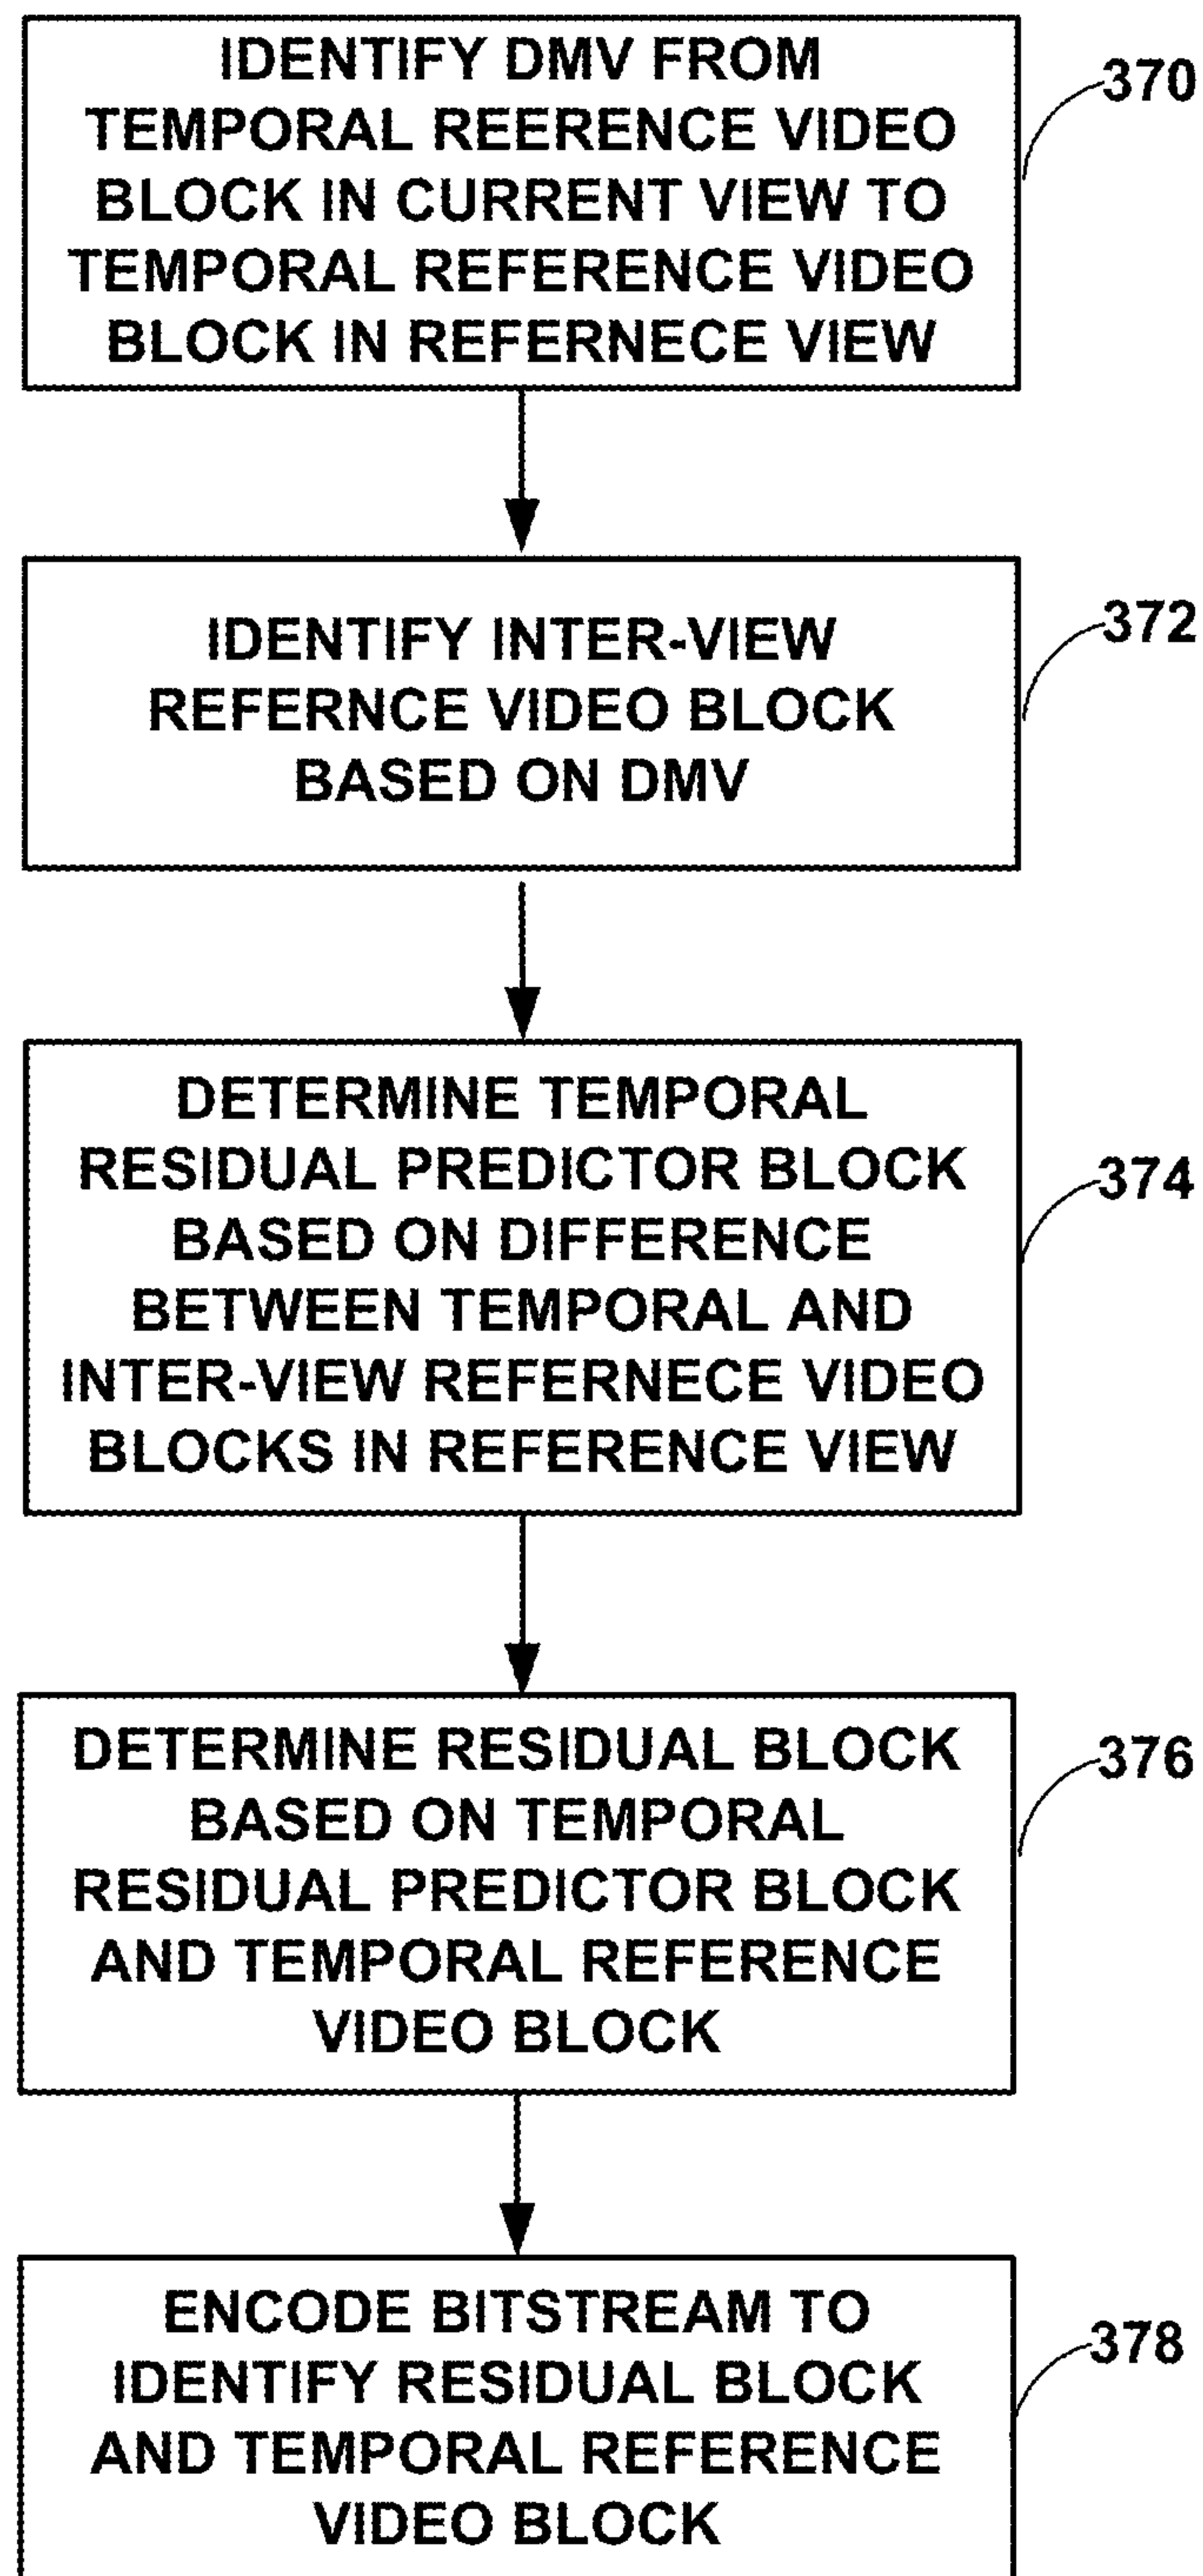 IDENTIFY DMV FROM
TEMPORAL REERENCE VIDEO
BLOCK IN CURRENT VIEW TO
TEMPORAL REFERENCE VIDEO
BLOCK IN REFERNECE VIEW
370
IDENTIFY INTER-VIEW
REFERNCE VIDEO BLOCK
BASED ON DMV
372
DETERMINE TEMPORAL
RESIDUAL PREDICTOR BLOCK
BASED ON DIFFERENCE
BETWEEN TEMPORAL AND
INTER-VIEW REFERNECE VIDEO
BLOCKS IN REFERENCE VIEW
374
DETERMINE RESIDUAL BLOCK
BASED ON TEMPORAL
RESIDUAL PREDICTOR BLOCK
AND TEMPORAL REFERENCE
VIDEO BLOCK
376
ENCODE BITSTREAM TO
IDENTIFY RESIDUAL BLOCK
AND TEMPORAL REFERENCE
VIDEO BLOCK
378